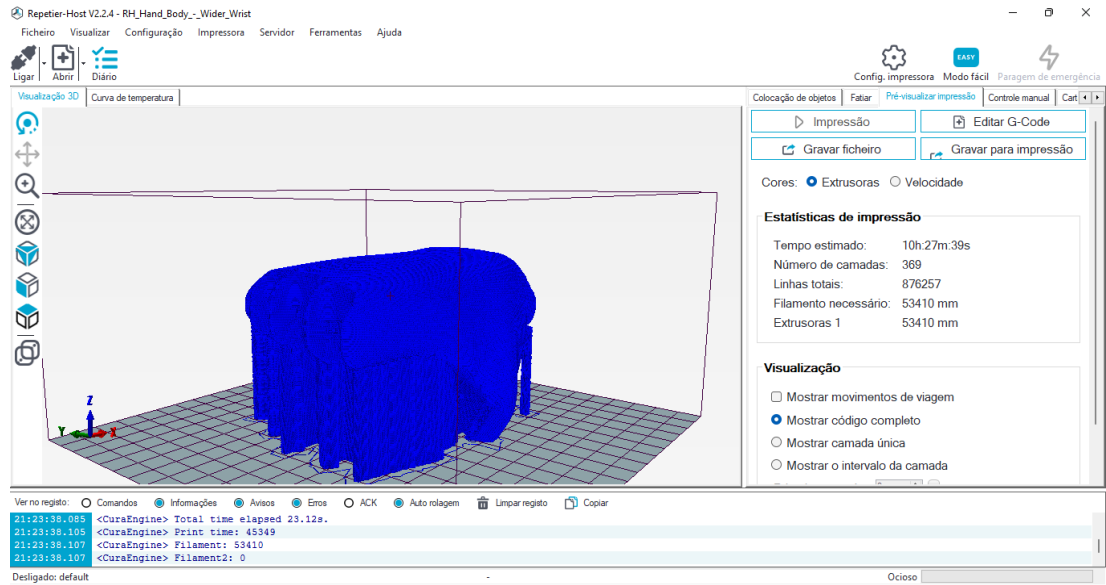 Repetier-Host V2.2.4 - RH_Hand_Body_-_Wider_Wrist
Ficheiro Visualizar Configuração Impressora Servidor Ferramentas Ajuda
Ligar Abrir Diário Config. impressora Modo fácil Paragem de emergência
EASY
Visualização 3D Curva de temperatura
Colocação de objetos Fatiar Pré-visualizar impressão Controle manual Cart
Impressão Editar G-Code
Gravar ficheiro Gravar para impressão
Cores: Extrusoras Velocidade
Estatísticas de impressão
Tempo estimado: 10h:27m:39s
Número de camadas: 369
Linhas totais: 876257
Filamento necessário: 53410 mm
Extrusoras 1 53410 mm
Visualização
Mostrar movimentos de viagem
Mostrar código completo
Mostrar camada única
Mostrar o intervalo da camada
Z
Y X
Ver no registo: Comandos Informações Avisos Erros ACK Auto rolagem Limpar registo Copiar
21:23:38.085 <CuraEngine> Total time elapsed 23.12s.
21:23:38.105 <CuraEngine> Print time: 45349
21:23:38.107 <CuraEngine> Filament: 53410
21:23:38.107 <CuraEngine> Filament2: 0
Desligado: default - Ocioso